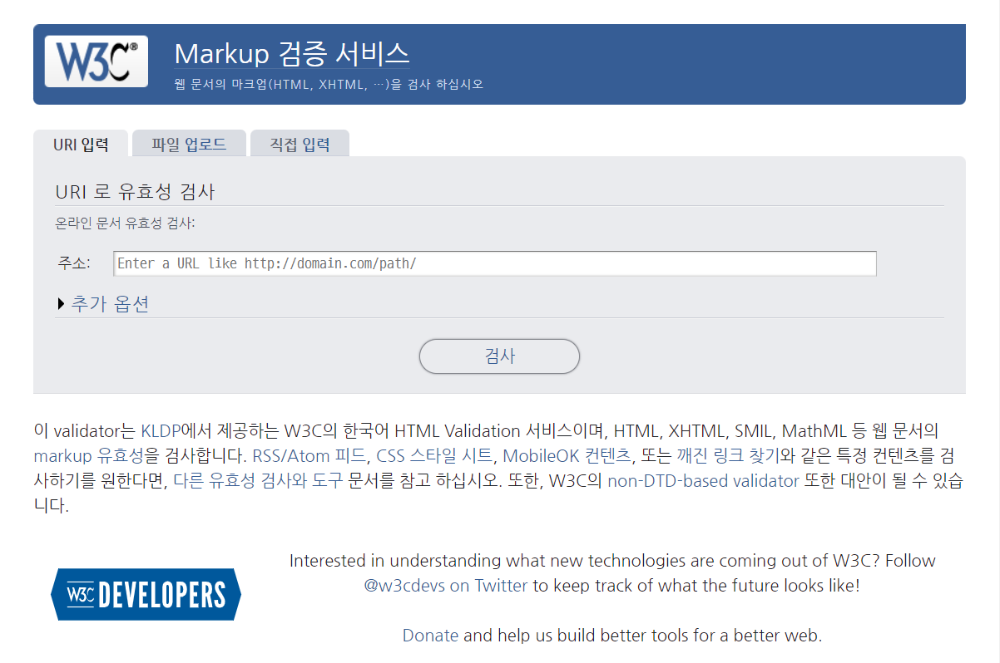 W3C®
Markup 검증 서비스
웹 문서의 마크업(HTML, XHTML, …)을 검사 하십시오
URI 입력
파일 업로드
직접 입력
URI 로 유효성 검사
온라인 문서 유효성 검사:
주소:
Enter a URL like http://domain.com/path/
추가 옵션
검사
이 validator는 KLDP에서 제공하는 W3C의 한국어 HTML Validation 서비스이며, HTML, XHTML, SMIL, MathML 등 웹 문서의
markup 유효성을 검사합니다. RSS/Atom 피드, CSS 스타일 시트, MobileOK 컨텐츠, 또는 깨진 링크 찾기와 같은 특정 컨텐츠를 검
사하기를 원한다면, 다른 유효성 검사와 도구 문서를 참고 하십시오. 또한, W3C의 non-DTD-based validator 또한 대안이 될 수 있습
니다.
Interested in understanding what new technologies are coming out of W3C? Follow
@w3cdevs on Twitter to keep track of what the future looks like!
W3C DEVELOPERS
Donate and help us build better tools for a better web.